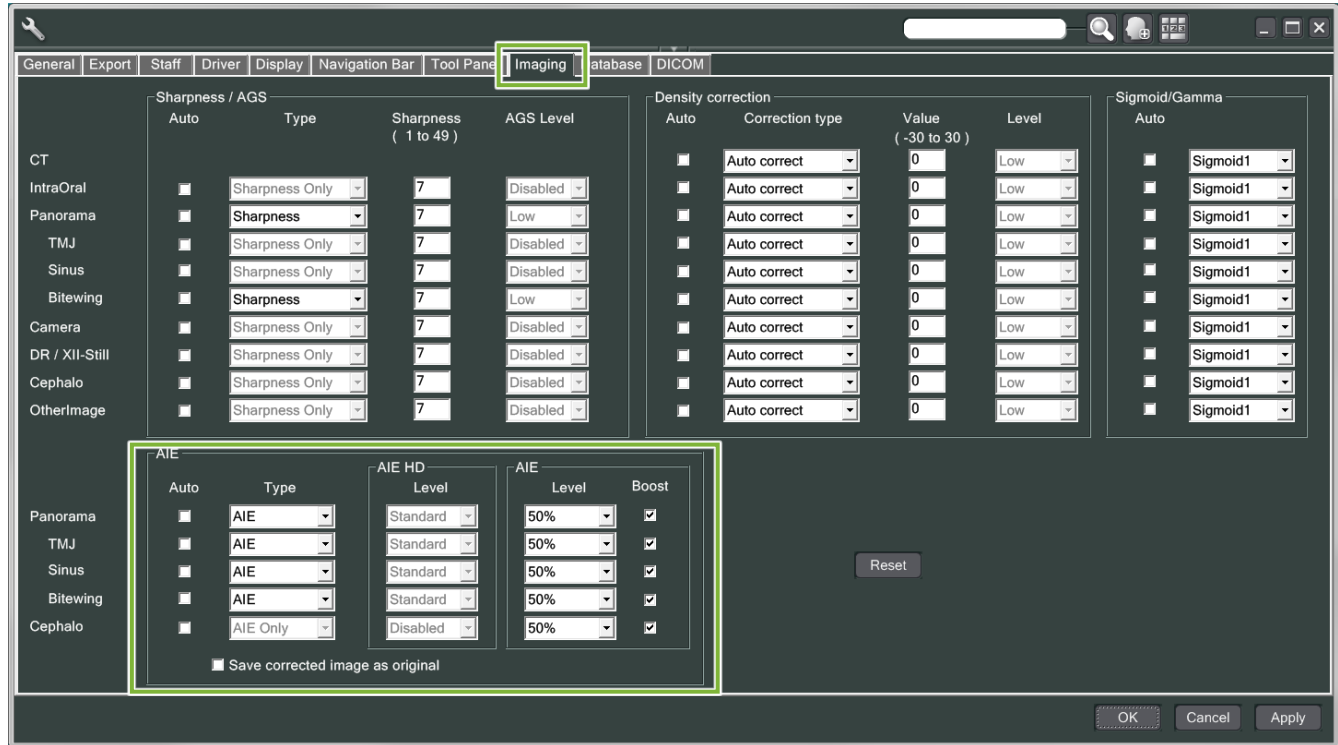 General Export Staff Driver Display Navigation Bar Tool Pane Imaging atabase DICOM
Sharpness / AGS Density correction Sigmoid/Gamma
Auto Type Sharpness AGS Level Auto Correction type Value Level Auto
( 1 to 49 ) ( -30 to 30 )
CT Auto correct 0 Low Sigmoid1
IntraOral Sharpness Only 7 Disabled Auto correct 0 Low Sigmoid1
Panorama Sharpness 7 Low Auto correct 0 Low Sigmoid1
TMJ Sharpness Only 7 Disabled Auto correct 0 Low Sigmoid1
Sinus Sharpness Only 7 Disabled Auto correct 0 Low Sigmoid1
Bitewing Sharpness 7 Low Auto correct 0 Low Sigmoid1
Camera Sharpness Only 7 Disabled Auto correct 0 Low Sigmoid1
DR / XII-Still Sharpness Only 7 Disabled Auto correct 0 Low Sigmoid1
Cephalo Sharpness Only 7 Disabled Auto correct 0 Low Sigmoid1
OtherImage Sharpness Only 7 Disabled Auto correct 0 Low Sigmoid1
AIE
AIE HD AIE
Auto Type Level Level Boost
Panorama AIE Standard 50%
TMJ AIE Standard 50%
Sinus AIE Standard 50% Reset
Bitewing AIE Standard 50%
Cephalo AIE Only Disabled 50%
Save corrected image as original
OK Cancel Apply